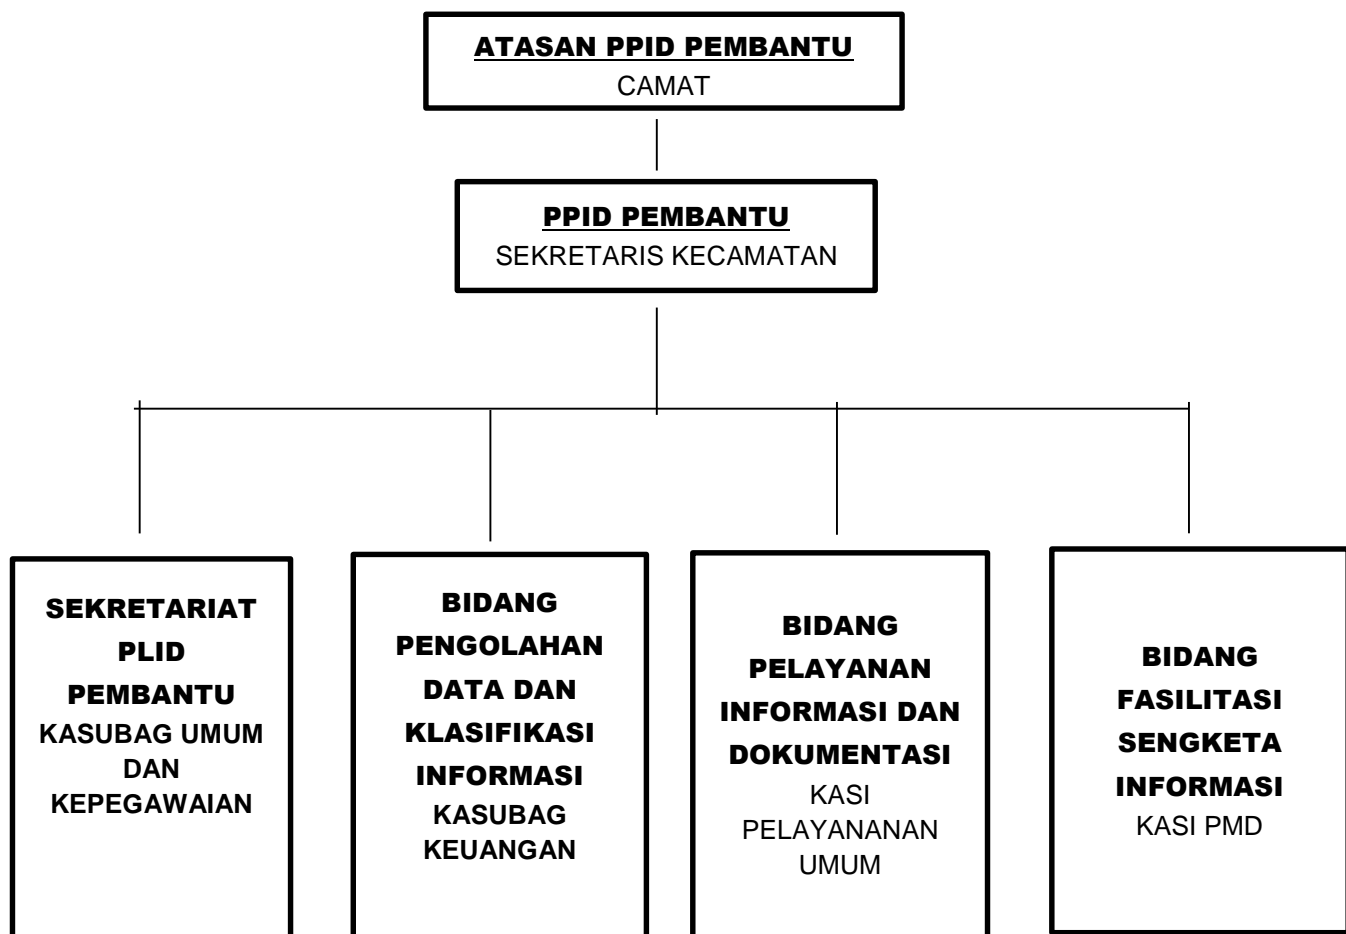 ATASAN PPID PEMBANTU
CAMAT
PPID PEMBANTU
SEKRETARIS KECAMATAN
SEKRETARIAT
PLID
PEMBANTU
KASUBAG UMUM
DAN
KEPEGAWAIAN
BIDANG
PENGOLAHAN
DATA DAN
KLASIFIKASI
INFORMASI
KASUBAG
KEUANGAN
BIDANG
PELAYANAN
INFORMASI DAN
DOKUMENTASI
KASI
PELAYANANAN
UMUM
BIDANG
FASILITASI
SENGKETA
INFORMASI
KASI PMD